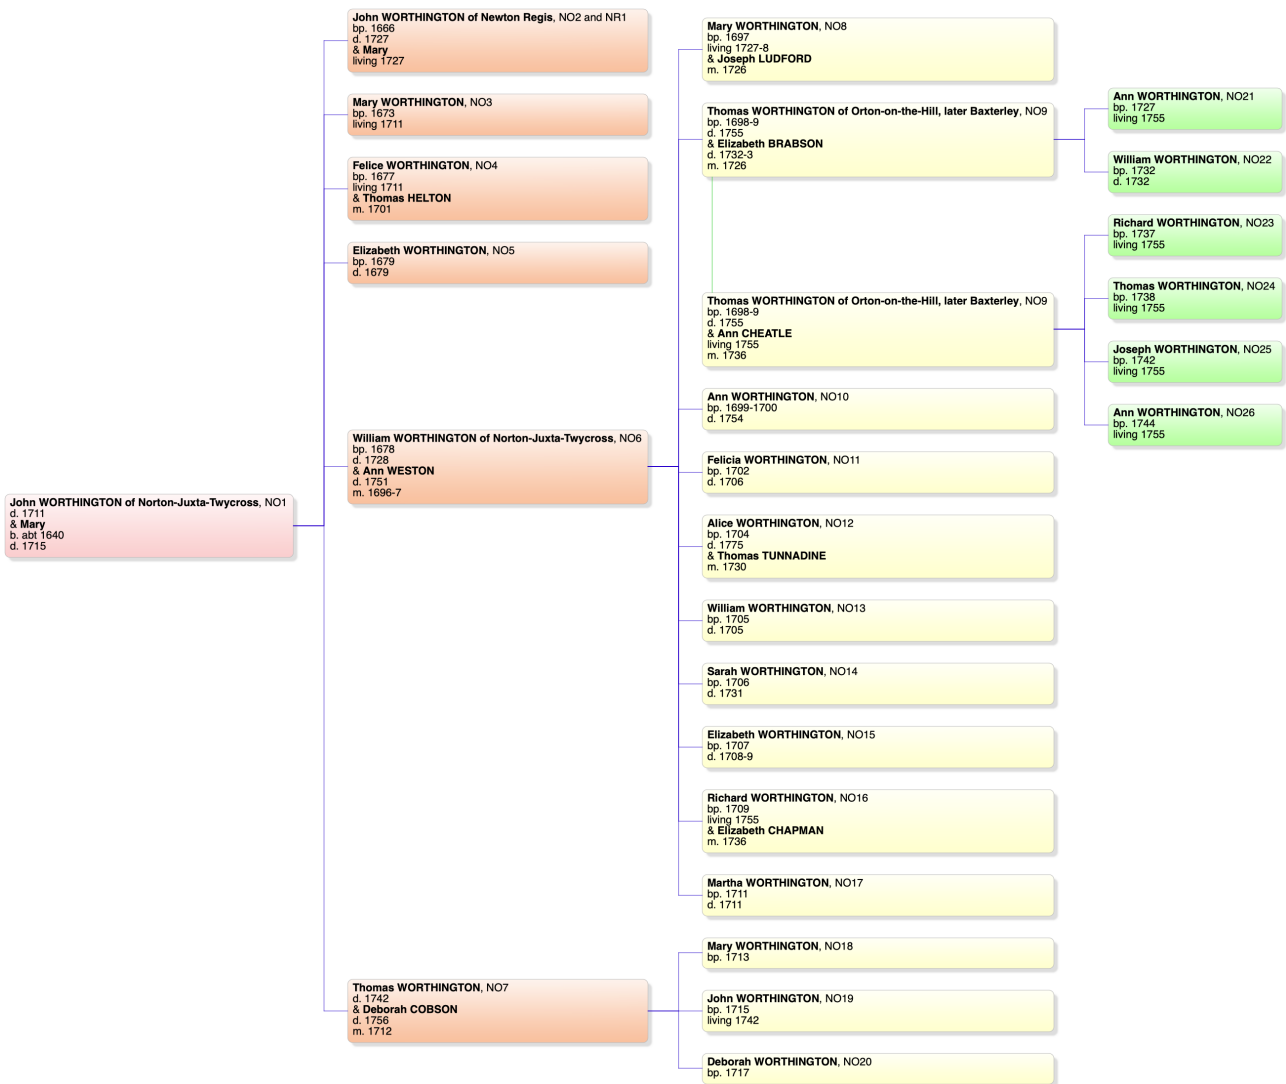 John WORTHINGTON of Norton-Juxta-Twycross, NO1
d. 1711
& Mary
b. abt 1640
d. 1715
John WORTHINGTON of Newton Regis, NO2 and NR1
bp. 1666
d. 1727
& Mary
living 1727
Mary WORTHINGTON, NO3
bp. 1673
living 1711
Felice WORTHINGTON, NO4
bp. 1677
living 1711
& Thomas HELTON
m. 1701
Elizabeth WORTHINGTON, NO5
bp. 1679
d. 1679
William WORTHINGTON of Norton-Juxta-Twycross, NO6
bp. 1678
d. 1728
& Ann WESTON
d. 1751
m. 1696-7
Thomas WORTHINGTON, NO7
d. 1742
& Deborah COBSON
d. 1756
m. 1712
Mary WORTHINGTON, NO8
bp. 1697
living 1727-8
& Joseph LUDFORD
m. 1726
Thomas WORTHINGTON of Orton-on-the-Hill, later Baxterley, NO9
bp. 1698-9
d. 1755
& Elizabeth BRABSON
d. 1732-3
m. 1726
Thomas WORTHINGTON of Orton-on-the-Hill, later Baxterley, NO9
bp. 1698-9
d. 1755
& Ann CHEATLE
living 1755
m. 1736
Ann WORTHINGTON, NO10
bp. 1699-1700
d. 1754
Felicia WORTHINGTON, NO11
bp. 1702
d. 1706
Alice WORTHINGTON, NO12
bp. 1704
d. 1775
& Thomas TUNNADINE
m. 1730
William WORTHINGTON, NO13
bp. 1705
d. 1705
Sarah WORTHINGTON, NO14
bp. 1706
d. 1731
Elizabeth WORTHINGTON, NO15
bp. 1707
d. 1708-9
Richard WORTHINGTON, NO16
bp. 1709
living 1755
& Elizabeth CHAPMAN
m. 1736
Martha WORTHINGTON, NO17
bp. 1711
d. 1711
Mary WORTHINGTON, NO18
bp. 1713
John WORTHINGTON, NO19
bp. 1715
living 1742
Deborah WORTHINGTON, NO20
bp. 1717
Ann WORTHINGTON, NO21
bp. 1727
living 1755
William WORTHINGTON, NO22
bp. 1732
d. 1732
Richard WORTHINGTON, NO23
bp. 1737
living 1755
Thomas WORTHINGTON, NO24
bp. 1738
living 1755
Joseph WORTHINGTON, NO25
bp. 1742
living 1755
Ann WORTHINGTON, NO26
bp. 1744
living 1755